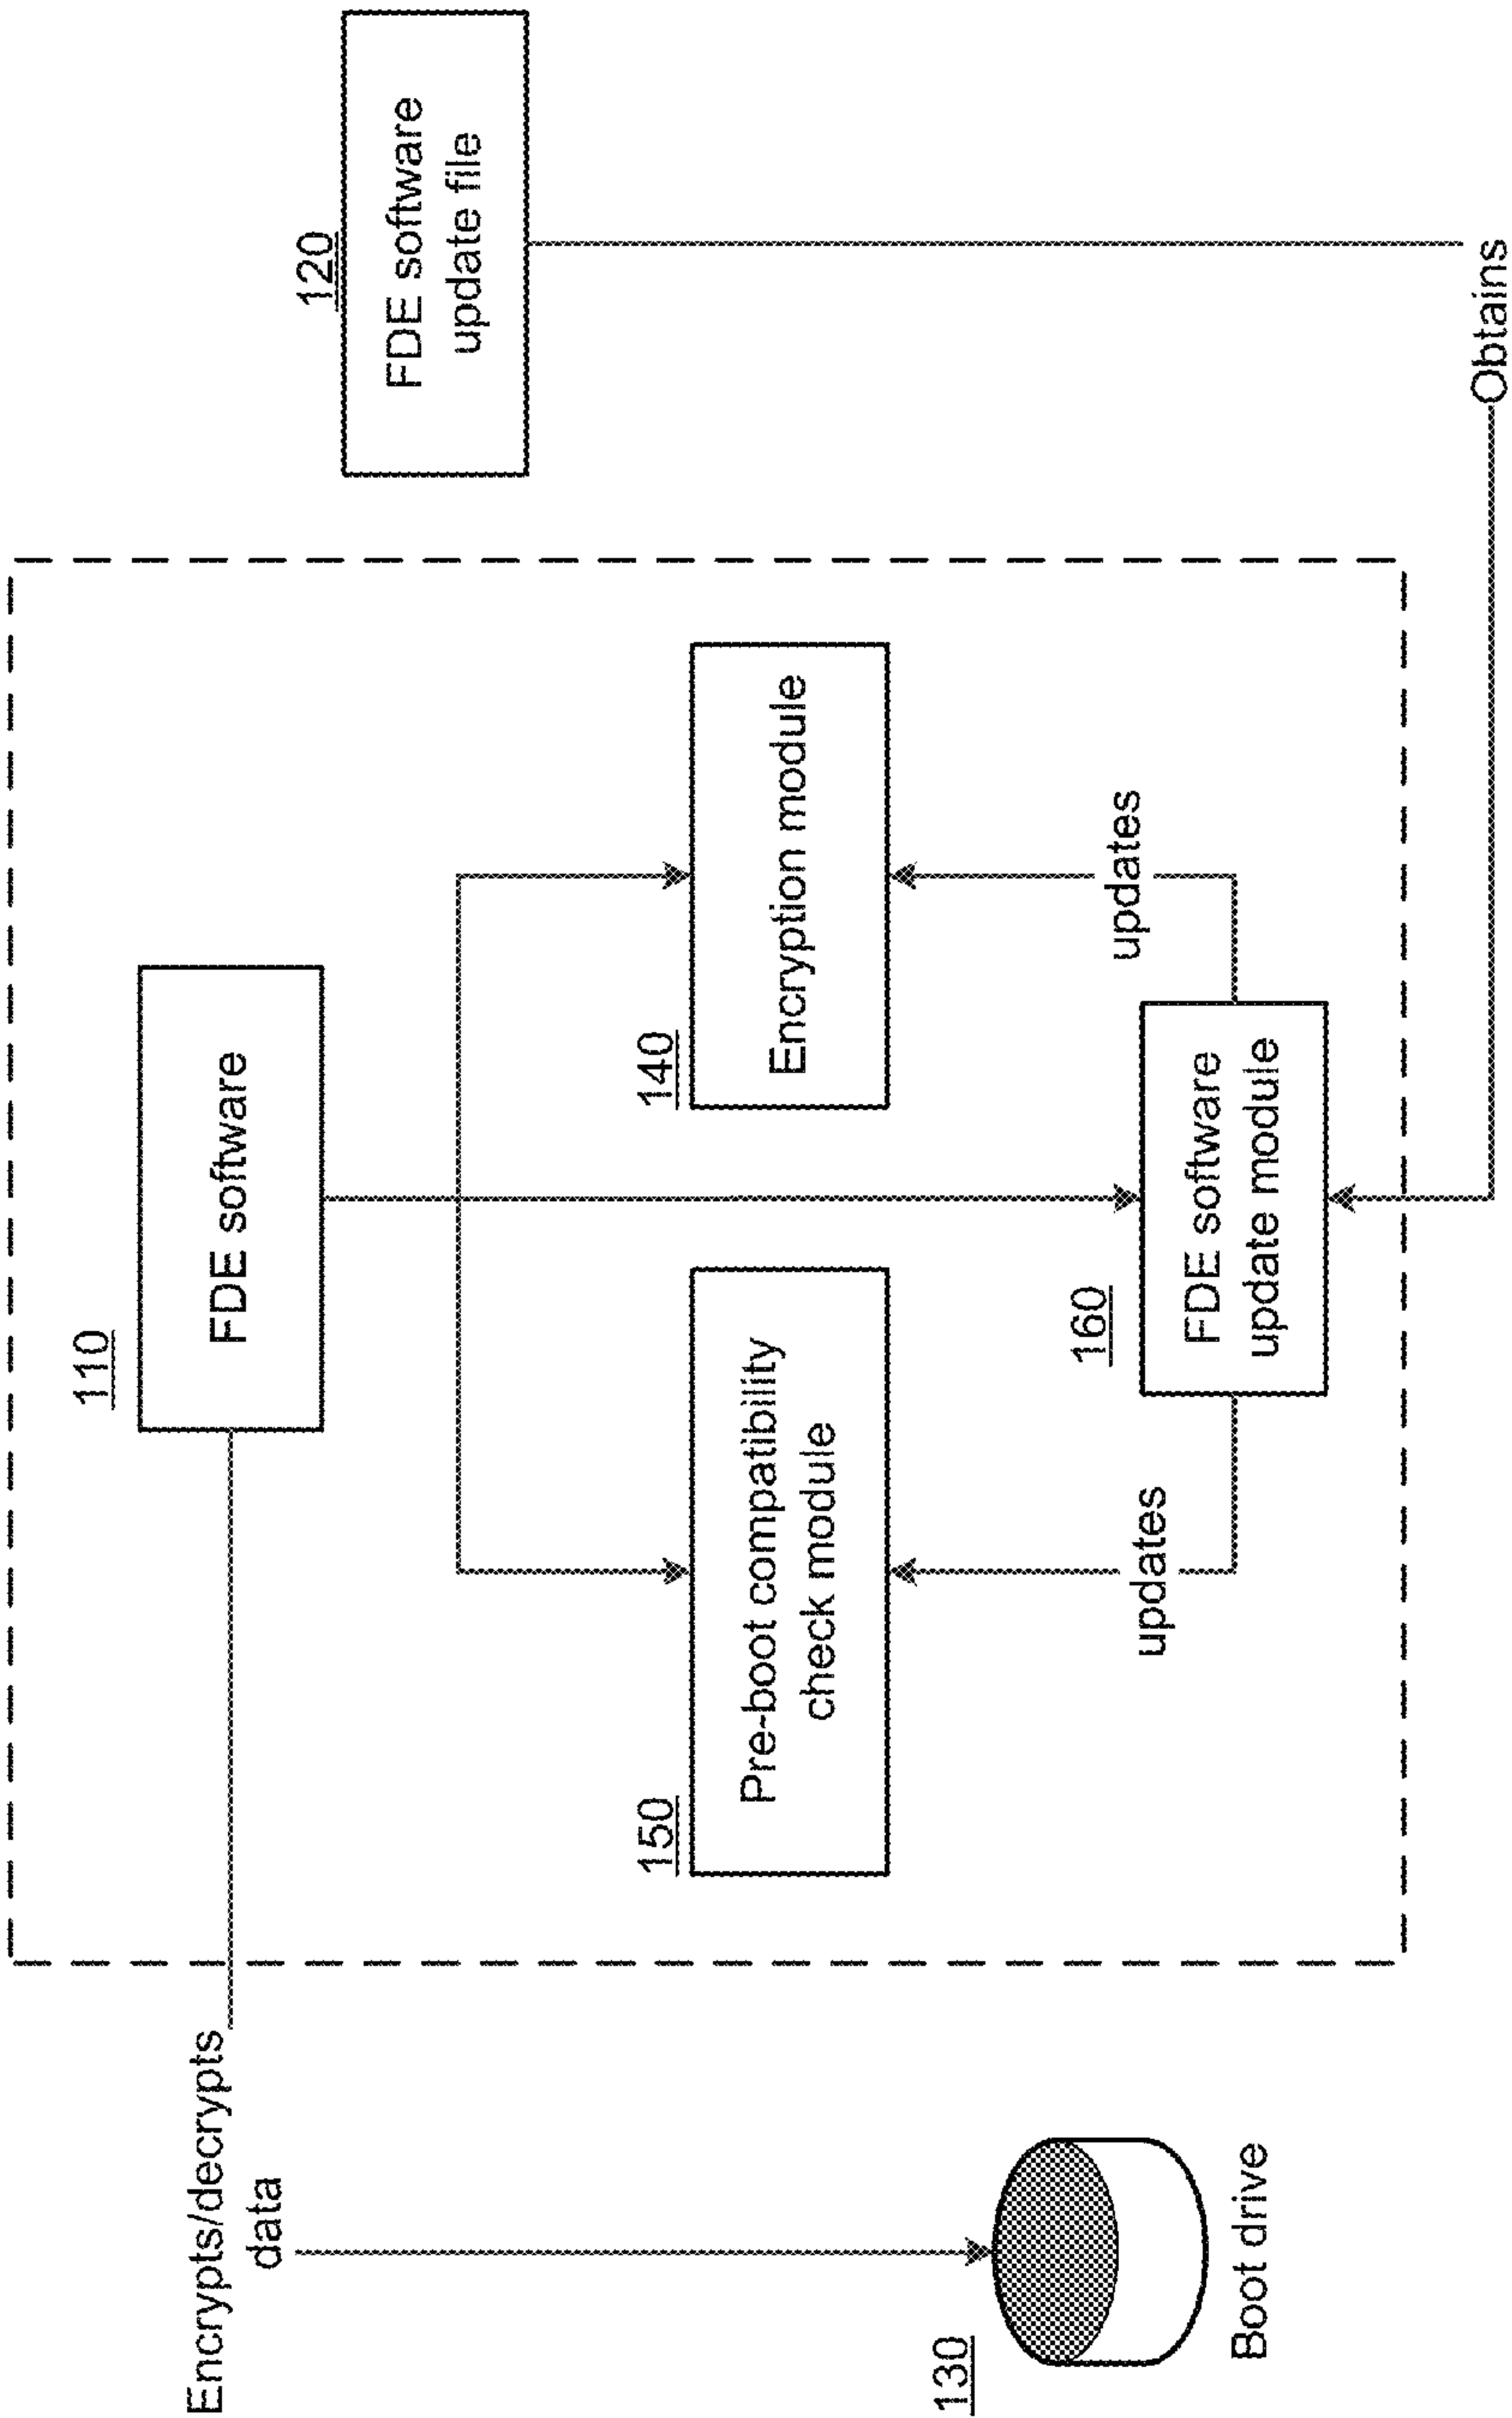 110
FDE software
120
FDE software
update file
Encrypts/decrypts
data
150
Pre-boot compatibility
check module
140
Encryption module
130
Boot drive
updates
160
FDE software
update module
updates
Obtains